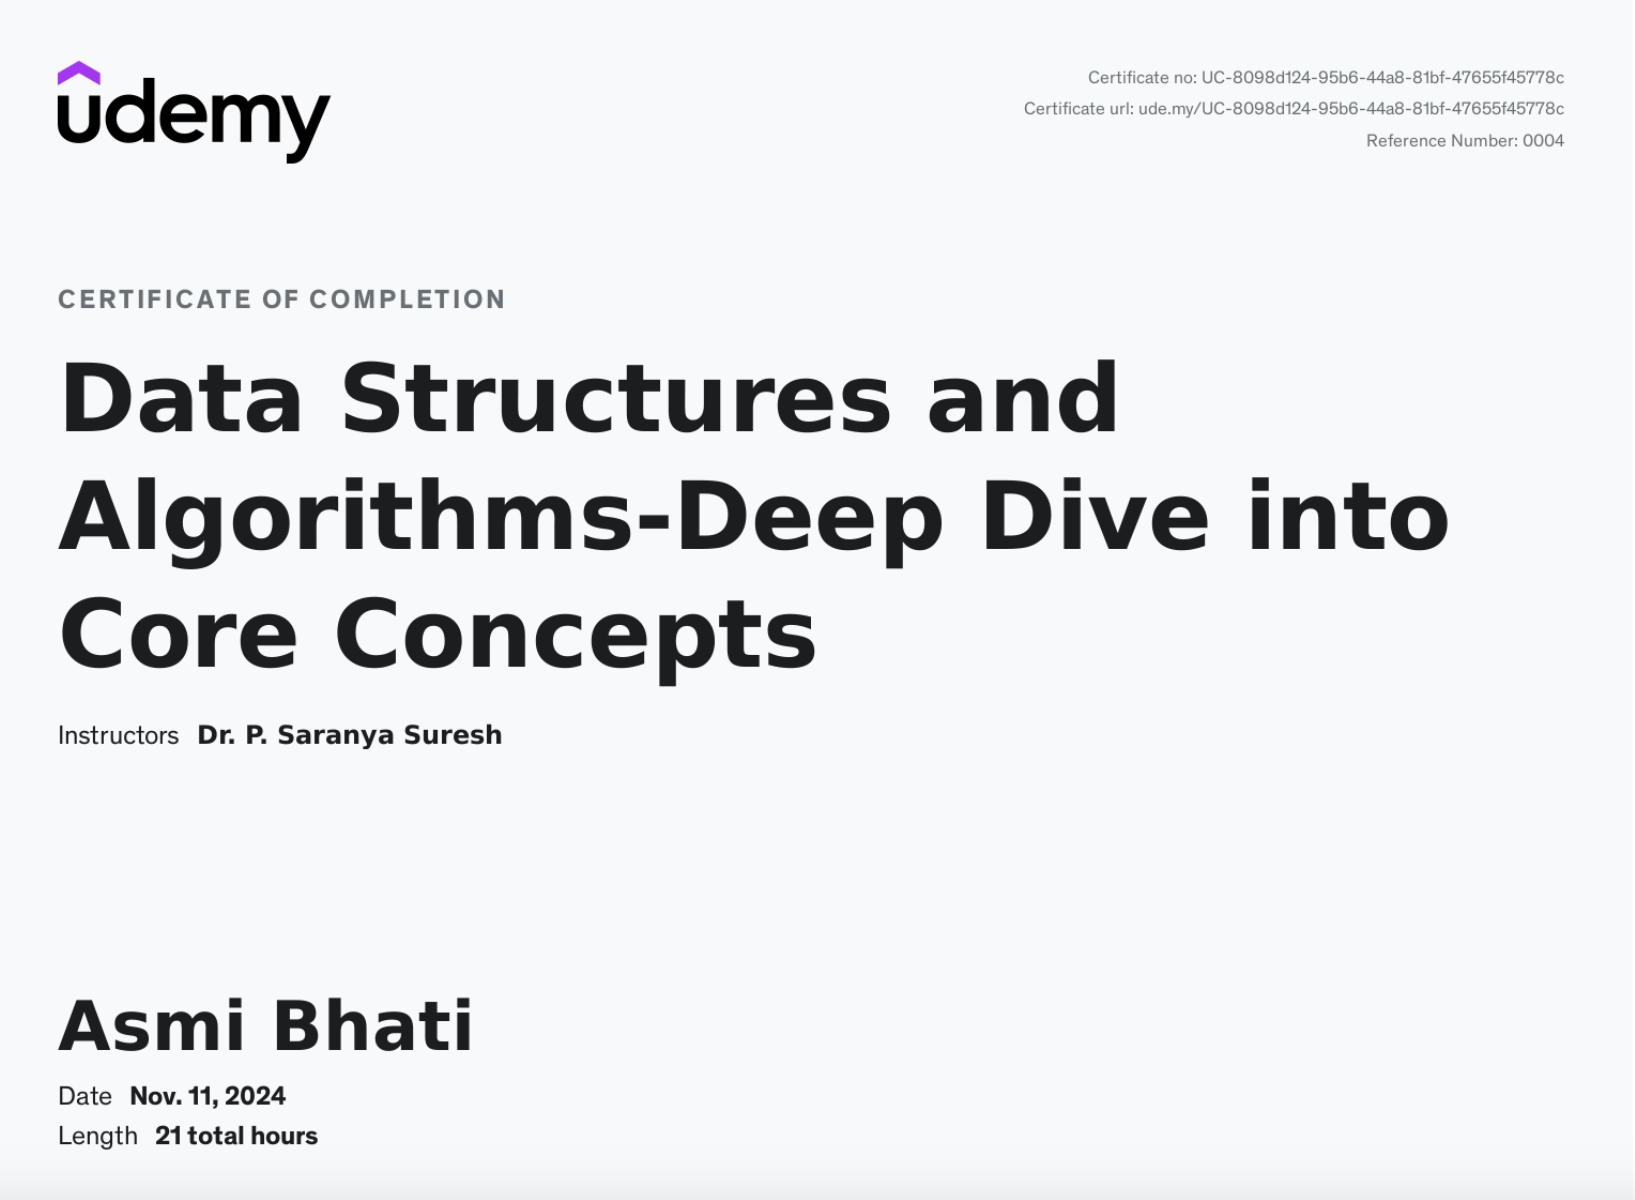 udemy
Certificate no: UC-8098d124-95b6-44a8-81bf-47655f45778c
Certificate url: ude.my/UC-8098d124-95b6-44a8-81bf-47655f45778c
Reference Number: 0004
CERTIFICATE OF COMPLETION
Data Structures and
Algorithms-Deep Dive into
Core Concepts
Instructors Dr. P. Saranya Suresh
Asmi Bhati
Date Nov. 11, 2024
Length 21 total hours